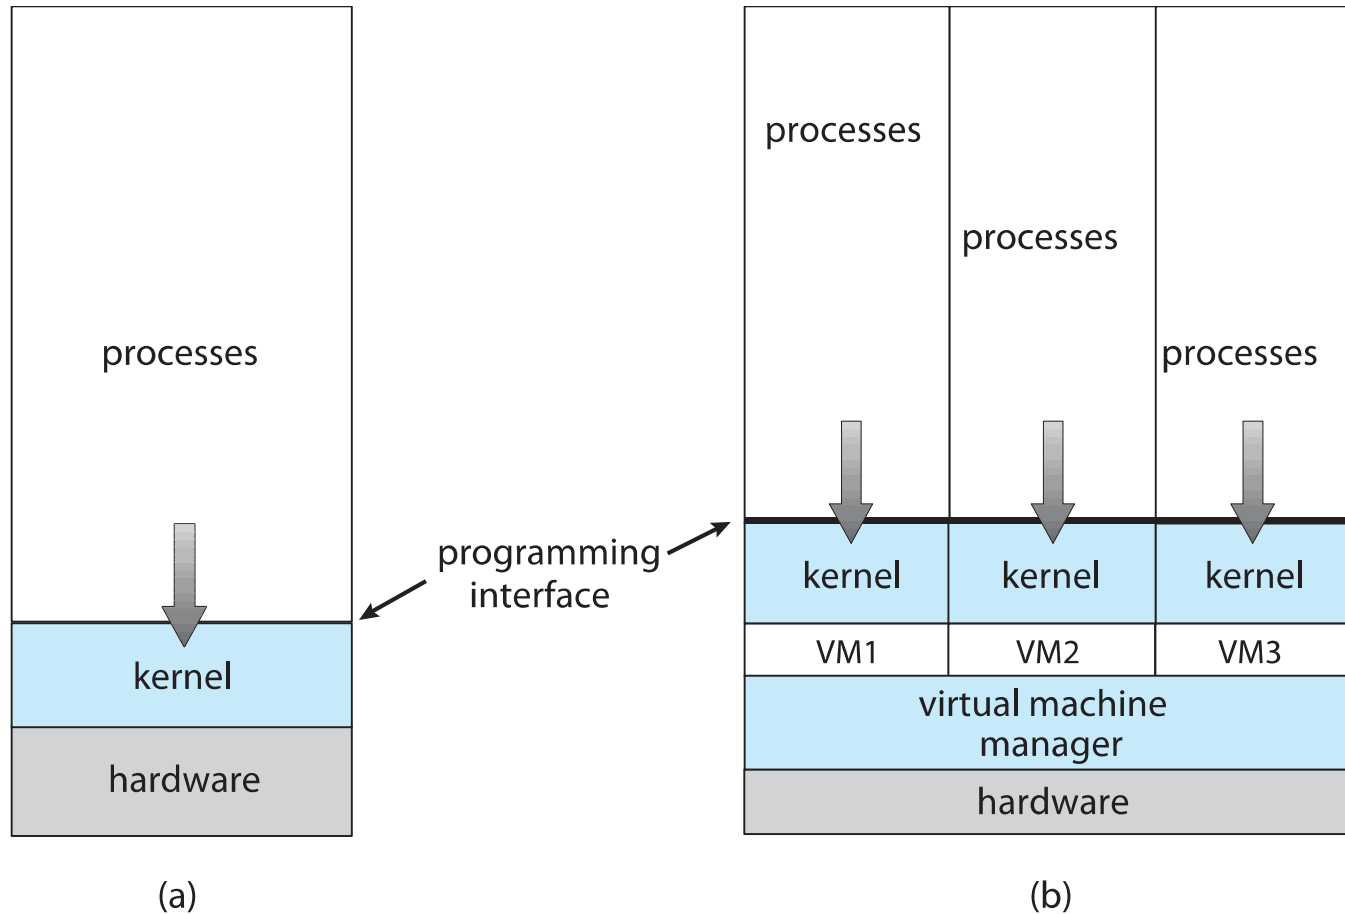 processes
kernel
hardware
(a)
programming
interface
processes
processes
processes
kernel
kernel
kernel
VM1
VM2
VM3
virtual machine
manager
hardware
(b)